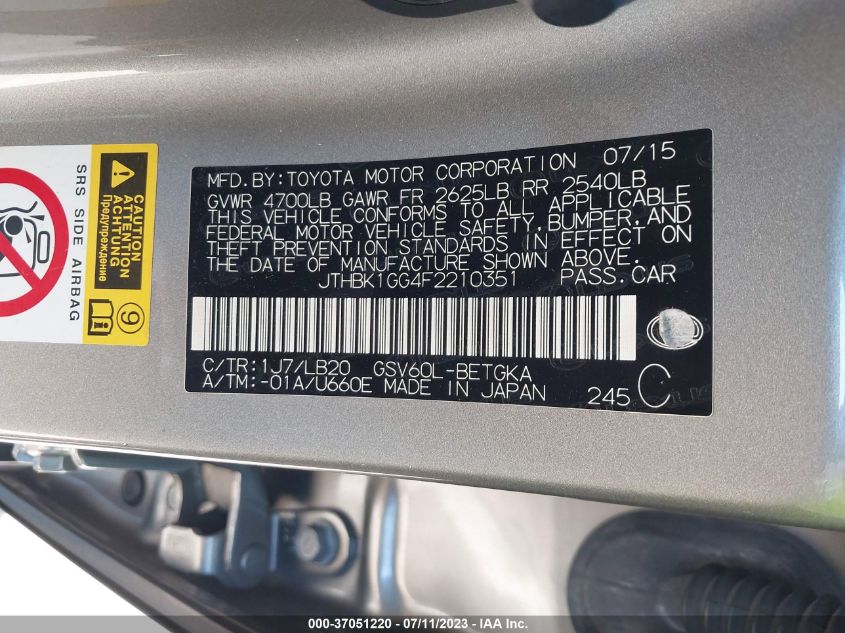 MFD.BY:TOYOTA MOTOR CORPORATION 07/15
GVWR 4700LB GAWR FR 2625LB RR 2540LB
THIS VEHICLE CONFORMS TO ALL APPLICABLE
FEDERAL MOTOR VEHICLE SAFETY,BUMPER,AND
THEFT PREVENTION STANDARDS IN EFFECT ON
THE DATE OF MANUFACTURE SHOWN ABOVE.
JTHBK1GG4F2210351 PASS.CAR
C/TR:1J7/LB20 GSV60L-BETGKA
A/TM:-01A/U660E MADE IN JAPAN 245 C
SRS SIDE AIRBAG
CAUTION
ATTENTION
ACHTUNG
Предупреждение
9
000-37051220 - 07/11/2023 - IAA Inc.